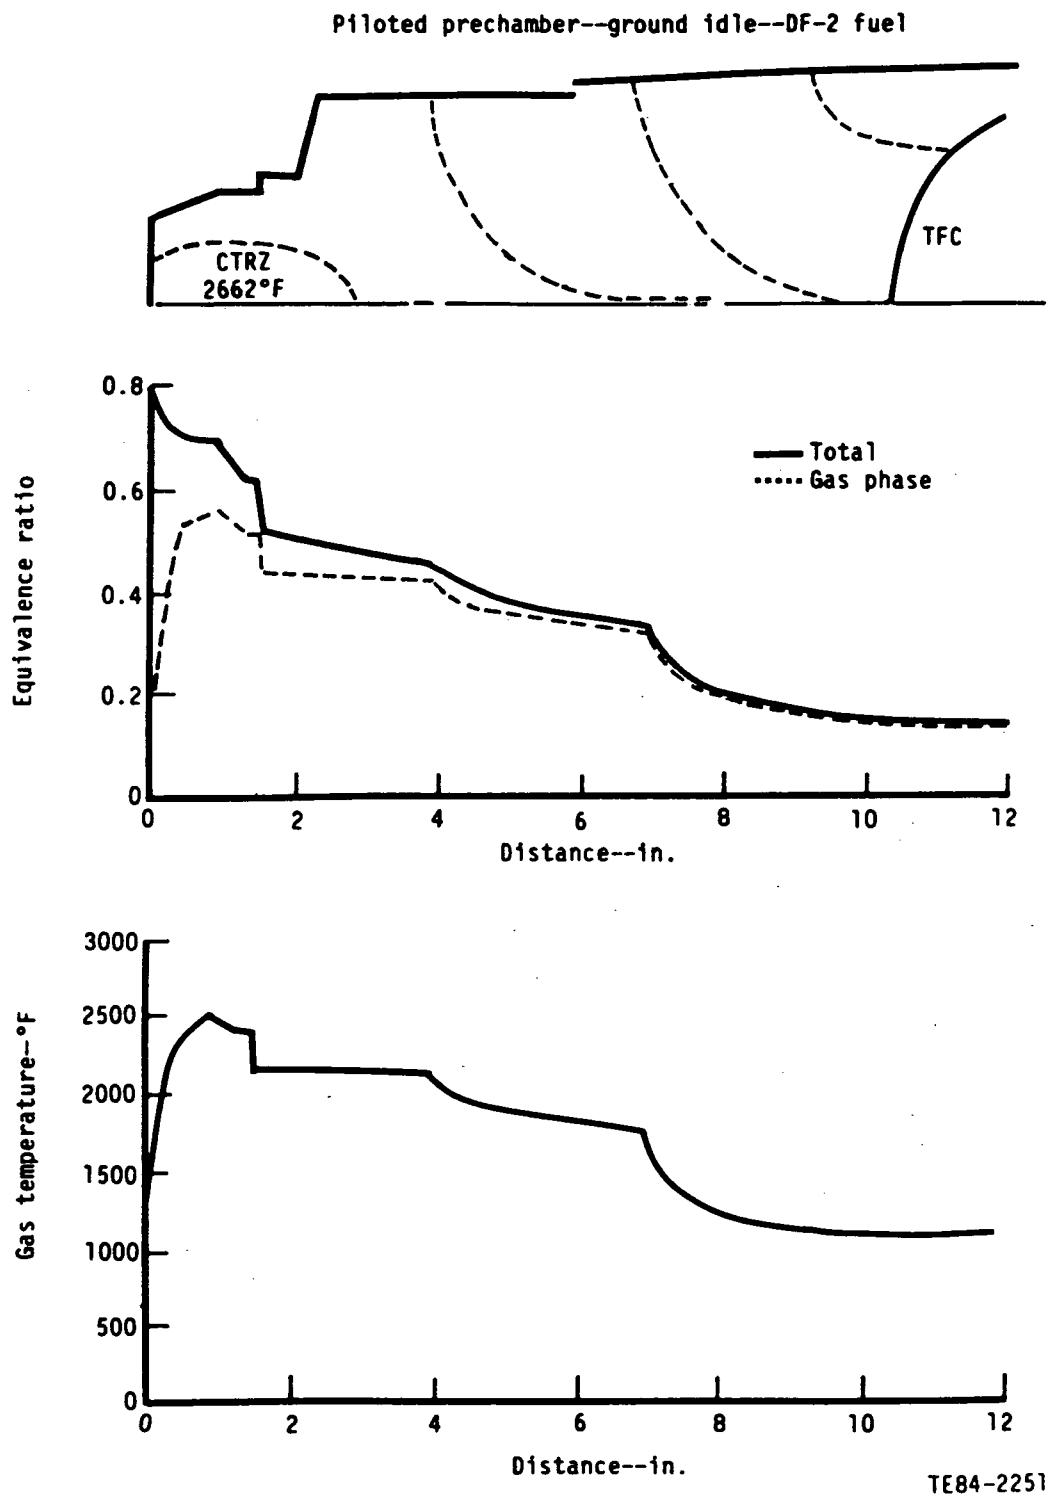 Piloted prechamber--ground idle--DF-2 fuel
CTRZ
2662°F
TFC
0.8
0.6
0.4
0.2
0
Equivalence ratio
Total
Gas phase
0 2 4 6 8 10 12
Distance--in.
3000
2500
2000
1500
1000
500
0
Gas temperature--°F
0 2 4 6 8 10 12
Distance--in.
TE84-2251